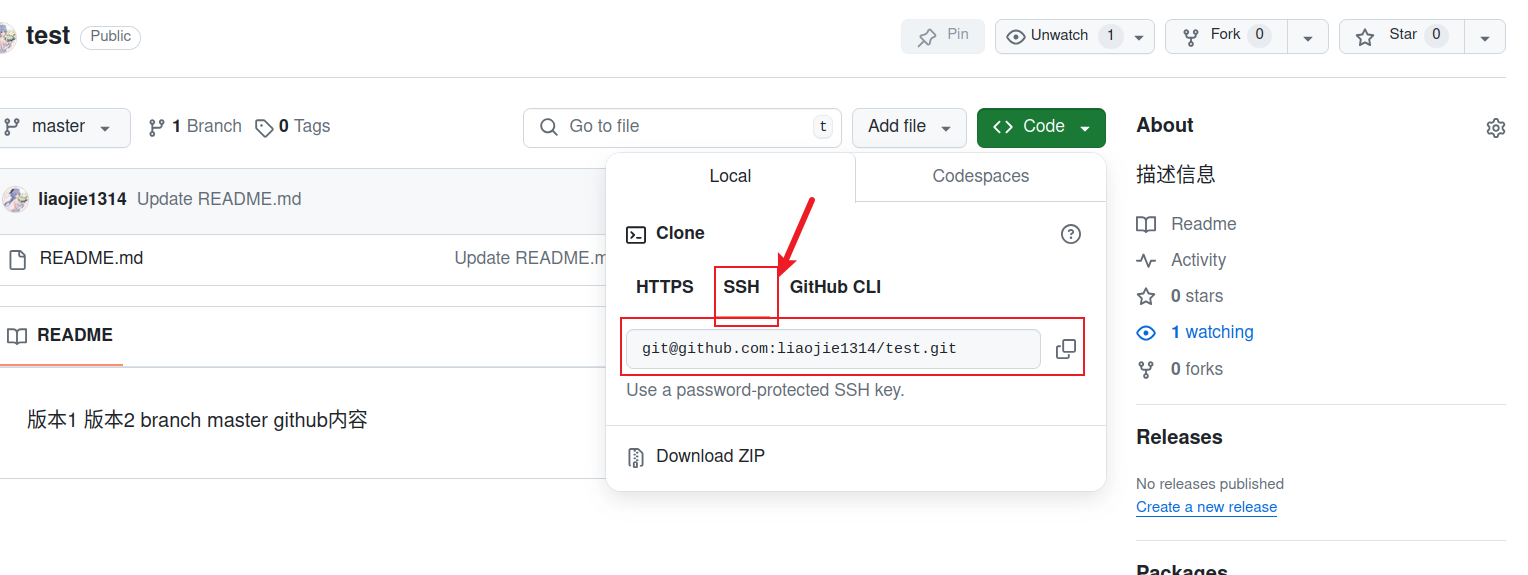 test Public Pin Unwatch 1 Fork 0 Star 0
master 1 Branch 0 Tags Go to file t Add file Code
liaojie1314 Update README.md
README.md Update README.m
README
版本1 版本2 branch master github内容
Local Codespaces
Clone
HTTPS SSH GitHub CLI
git@github.com:liaojie1314/test.git
Use a password-protected SSH key.
Download ZIP
About
描述信息
Readme
Activity
0 stars
1 watching
0 forks
Releases
No releases published
Create a new release
Packages